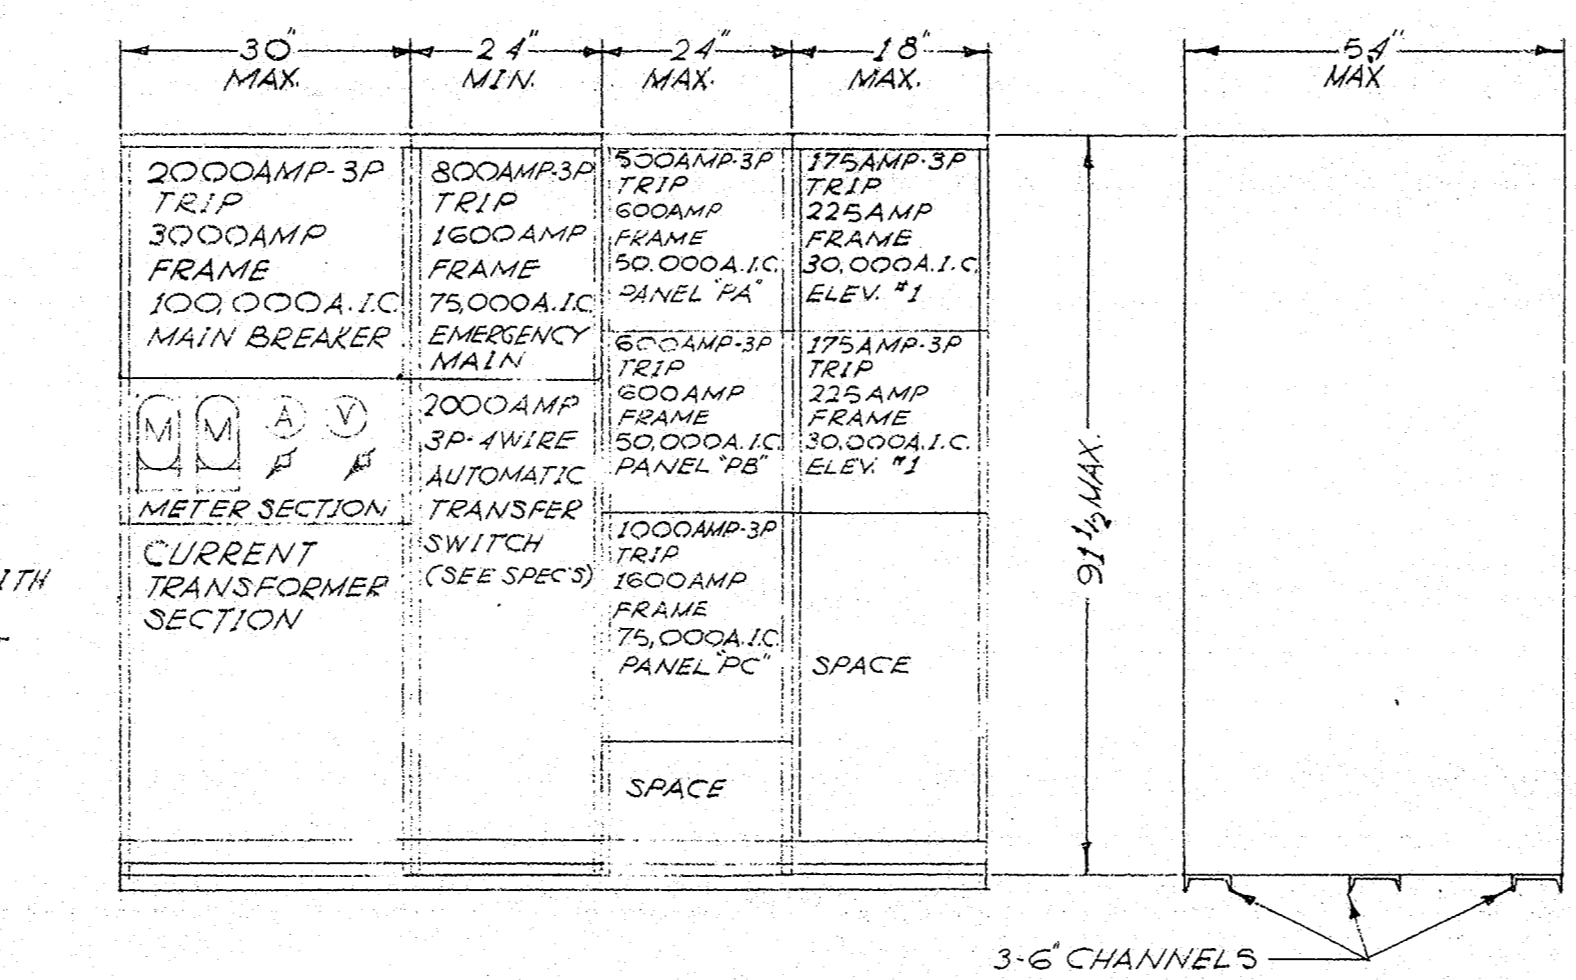 30"
MAX.
24"
MIN.
24"
MAX.
18"
MAX.
54"
MAX
2000AMP-3P
TRIP
3000AMP
FRAME
100,000A.I.C.
MAIN BREAKER
800AMP-3P
TRIP
1600AMP
FRAME
75,000A.I.C.
EMERGENCY
MAIN
500AMP-3P
TRIP
600AMP
FRAME
50.000A.I.C.
PANEL "PA"
175AMP-3P
TRIP
225AMP
FRAME
30,000A.I.C.
ELEV. #1
M M A V
METER SECTION
CURRENT
TRANSFORMER
SECTION
2000AMP
3P-4WIRE
AUTOMATIC
TRANSFER
SWITCH
(SEE SPEC'S)
600AMP-3P
TRIP
600AMP
FRAME
50,000A.I.C.
PANEL "PB"
175AMP-3P
TRIP
225AMP
FRAME
30,000A.I.C.
ELEV. #1
1000AMP-3P
TRIP
1600AMP
FRAME
75,000A.I.C.
PANEL "PC"
SPACE
SPACE
91 1/2 MAX.
3-6" CHANNELS